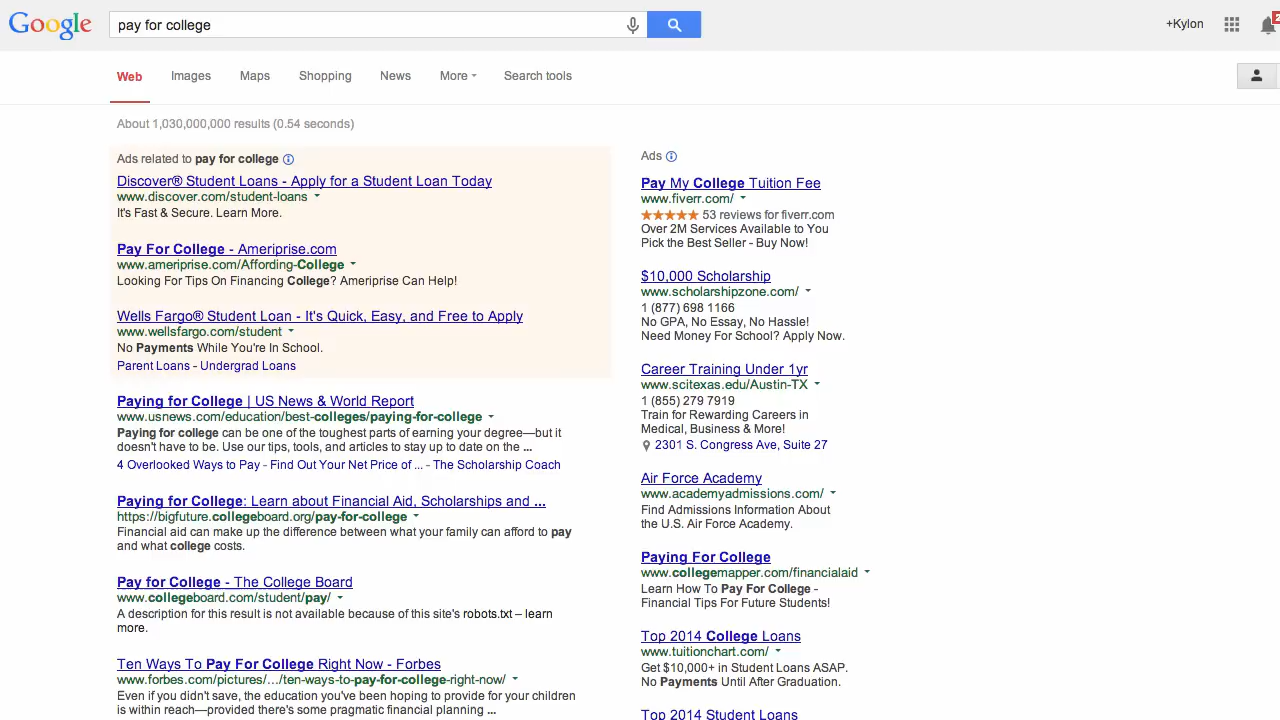 Google
pay for college
+Kylon
Web Images Maps Shopping News More Search tools
About 1,030,000,000 results (0.54 seconds)
Ads related to pay for college
Discover® Student Loans - Apply for a Student Loan Today
www.discover.com/student-loans
It's Fast & Secure. Learn More.
Pay For College - Ameriprise.com
www.ameriprise.com/Affording-College
Looking For Tips On Financing College? Ameriprise Can Help!
Wells Fargo® Student Loan - It's Quick, Easy, and Free to Apply
www.wellsfargo.com/student
No Payments While You're In School.
Parent Loans - Undergrad Loans
Paying for College | US News & World Report
www.usnews.com/education/best-colleges/paying-for-college
Paying for college can be one of the toughest parts of earning your degree—but it
doesn't have to be. Use our tips, tools, and articles to stay up to date on the ...
4 Overlooked Ways to Pay - Find Out Your Net Price of ... - The Scholarship Coach
Paying for College: Learn about Financial Aid, Scholarships and ...
https://bigfuture.collegeboard.org/pay-for-college
Financial aid can make up the difference between what your family can afford to pay
and what college costs.
Pay for College - The College Board
www.collegeboard.com/student/pay/
A description for this result is not available because of this site's robots.txt – learn
more.
Ten Ways To Pay For College Right Now - Forbes
www.forbes.com/pictures/.../ten-ways-to-pay-for-college-right-now/
Even if you didn't save, the education you've been hoping to provide for your children
is within reach—provided there's some pragmatic financial planning ...
Ads
Pay My College Tuition Fee
www.fiverr.com/
★★★★★ 53 reviews for fiverr.com
Over 2M Services Available to You
Pick the Best Seller - Buy Now!
$10,000 Scholarship
www.scholarshipzone.com/
1 (877) 698 1166
No GPA, No Essay, No Hassle!
Need Money For School? Apply Now.
Career Training Under 1yr
www.scitexas.edu/Austin-TX
1 (855) 279 7919
Train for Rewarding Careers in
Medical, Business & More!
2301 S. Congress Ave, Suite 27
Air Force Academy
www.academyadmissions.com/
Find Admissions Information About
the U.S. Air Force Academy.
Paying For College
www.collegemapper.com/financialaid
Learn How To Pay For College -
Financial Tips For Future Students!
Top 2014 College Loans
www.tuitionchart.com/
Get $10,000+ in Student Loans ASAP.
No Payments Until After Graduation.
Top 2014 Student Loans